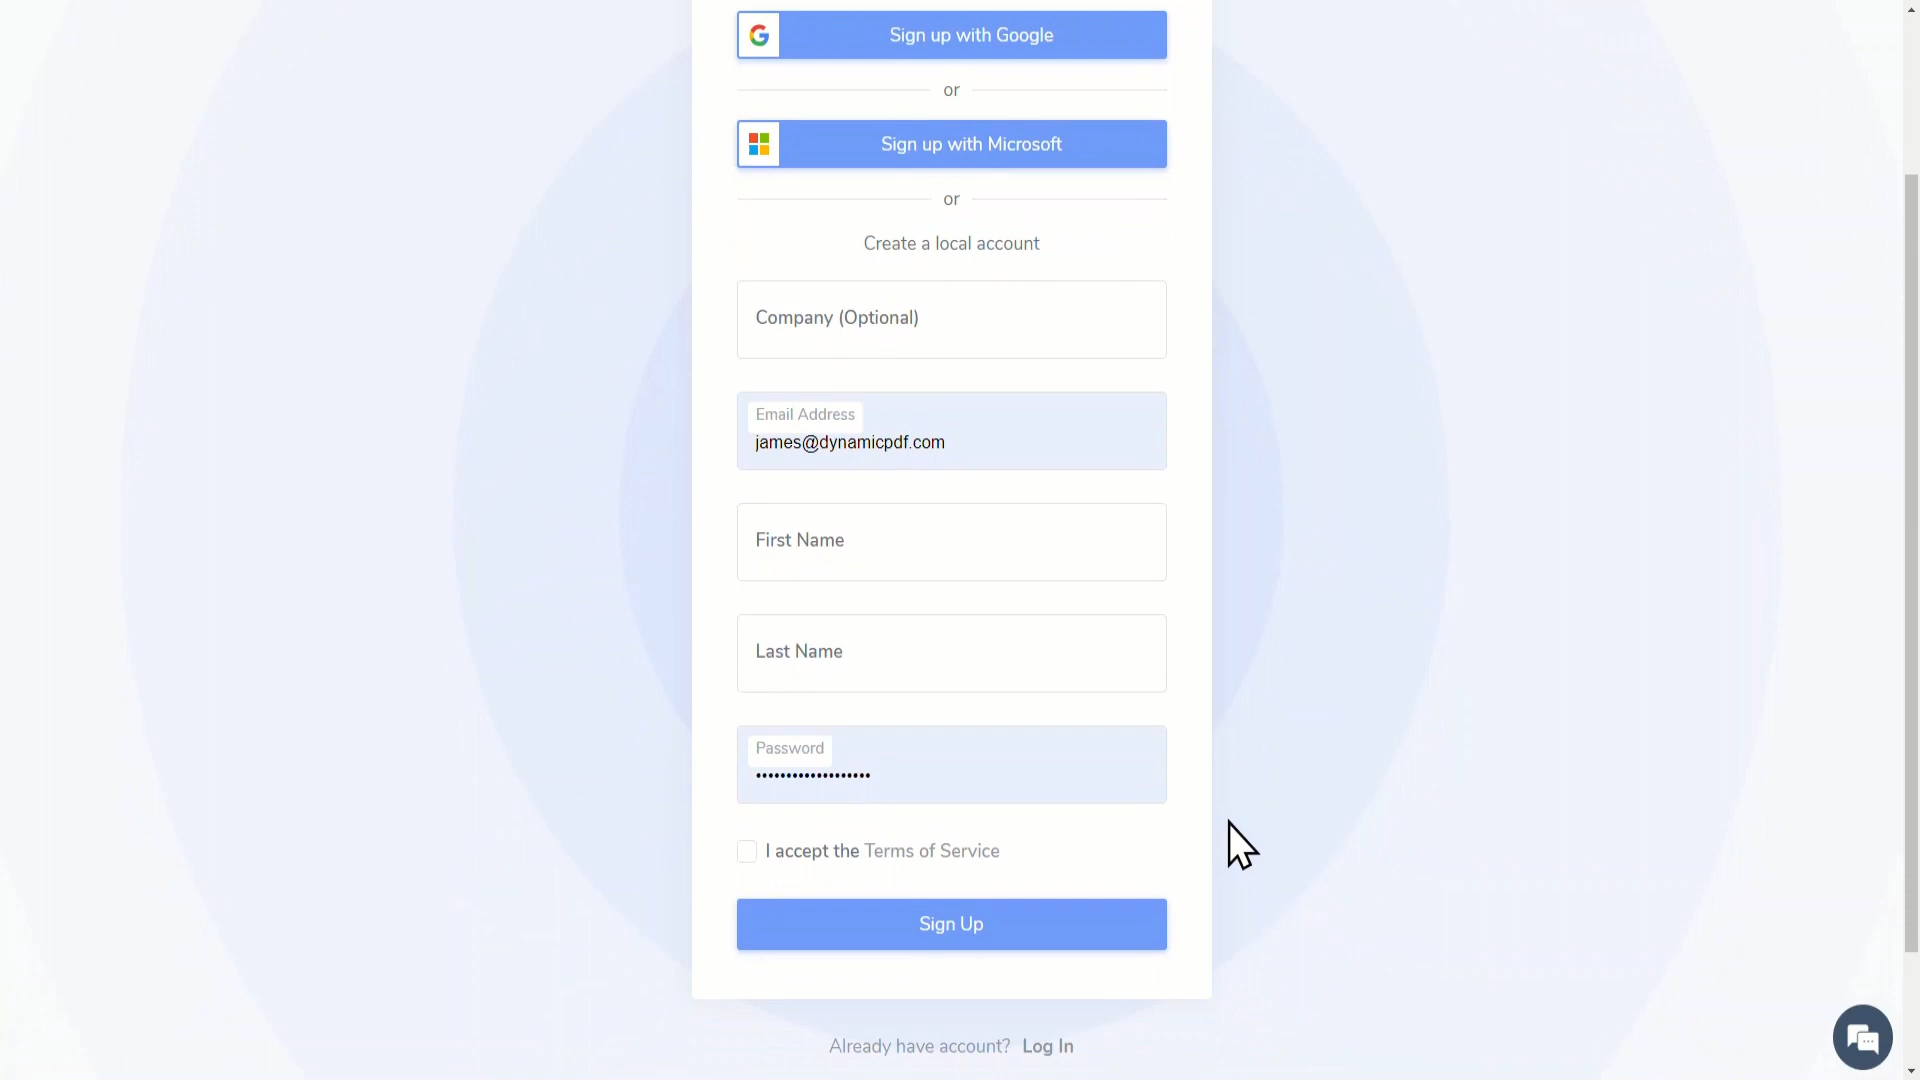 Sign up with Google
or
Sign up with Microsoft
or
Create a local account
Company (Optional)
Email Address
james@dynamicpdf.com
First Name
Last Name
Password
•••••••••••••••••••
I accept the Terms of Service
Sign Up
Already have account? Log In